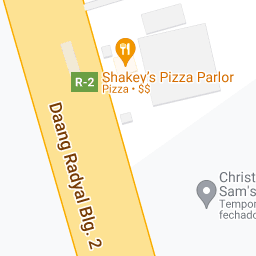 R-2
Shakey's Pizza Parlor
Pizza • $$
Daang Radyal Blg. 2
Christ
Sam's
Tempor
fechado